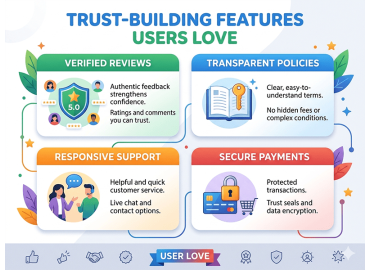 TRUST-BUILDING FEATURES
USERS LOVE
VERIFIED REVIEWS
5.0
Authentic feedback
strengthens
confidence.
Ratings and comments
you can trust.
TRANSPARENT POLICIES
Clear, easy-to-
understand terms.
No hidden fees or
complex conditions.
RESPONSIVE SUPPORT
Helpful and quick
customer service.
Live chat and
contact options.
SECURE PAYMENTS
Protected
transactions.
Trust seals and
data encryption.
USER LOVE